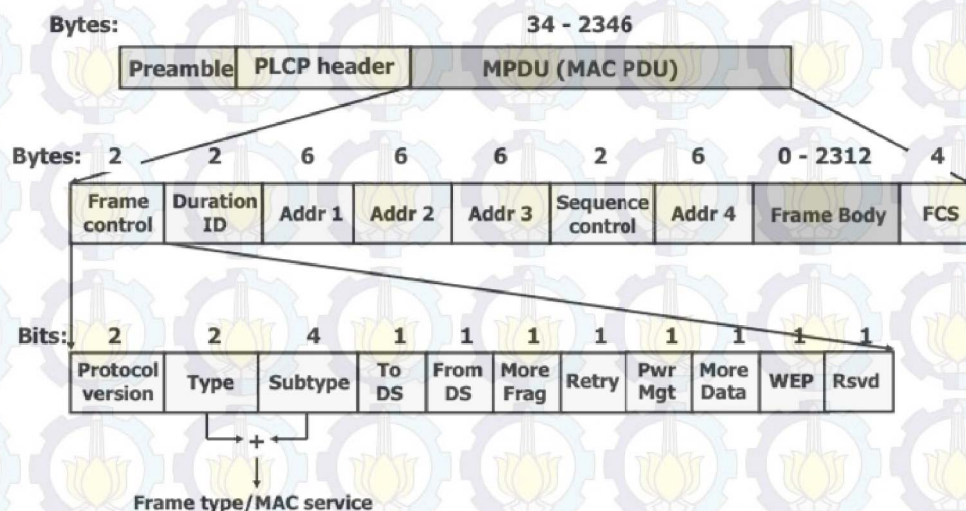 Bytes: 34 - 2346
Preamble PLCP header MPDU (MAC PDU)
Bytes: 2 2 6 6 6 2 6 0 - 2312 4
Frame control Duration ID Addr 1 Addr 2 Addr 3 Sequence control Addr 4 Frame Body FCS
Bits: 2 2 4 1 1 1 1 1 1 1 1
Protocol version Type Subtype To DS From DS More Frag Retry Pwr Mgt More Data WEP Rsvd
+
Frame type/MAC service